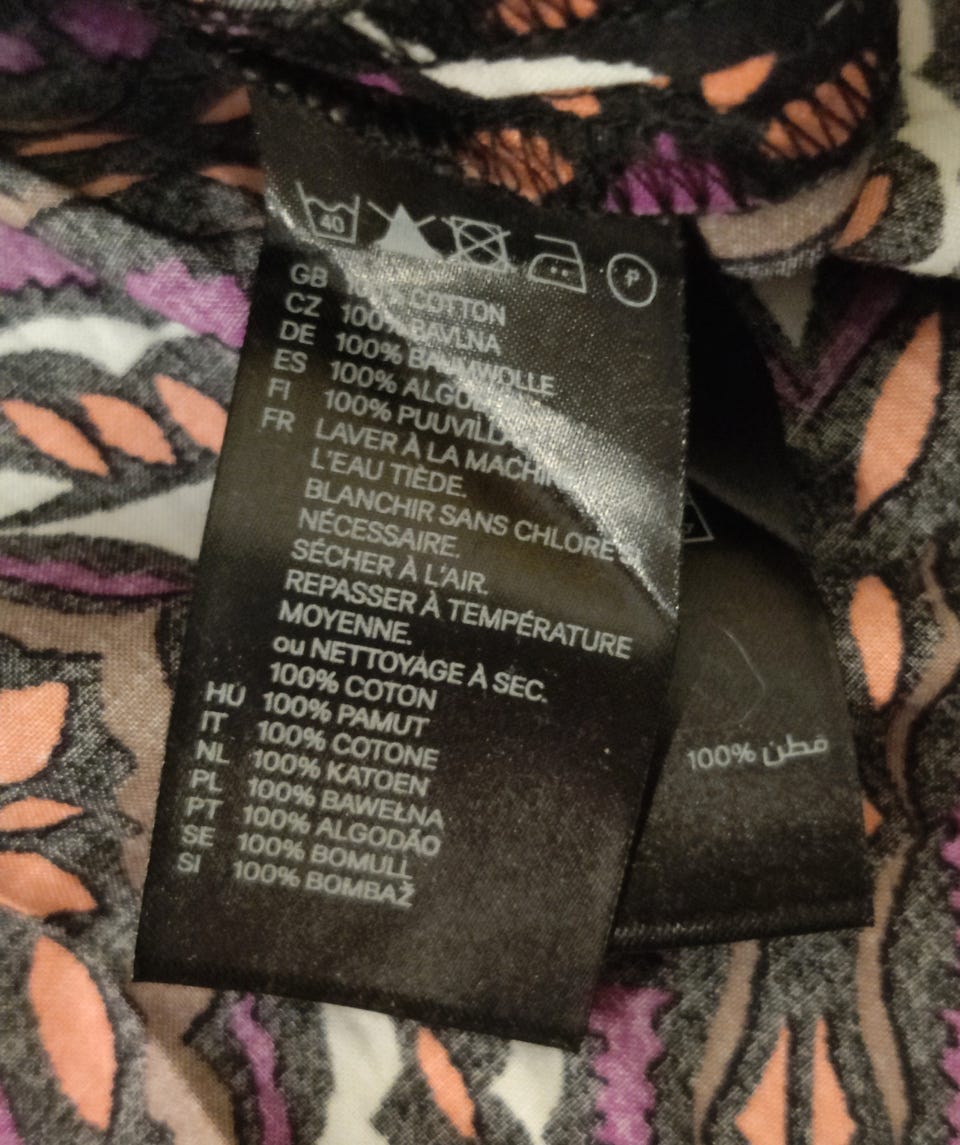 40
P
GB 100% COTTON
CZ 100% BAVLNA
DE 100% BAUMWOLLE
ES 100% ALGODÓN
FI 100% PUUVILLA
FR LAVER À LA MACHINE
L'EAU TIÈDE.
BLANCHIR SANS CHLORE
NÉCESSAIRE.
SÉCHER À L'AIR.
REPASSER À TEMPÉRATURE
MOYENNE.
ou NETTOYAGE À SEC.
100% COTON
HU 100% PAMUT
IT 100% COTONE
NL 100% KATOEN
PL 100% BAWEŁNA
PT 100% ALGODÃO
SE 100% BOMULL
SI 100% BOMBAŽ
100% قطن